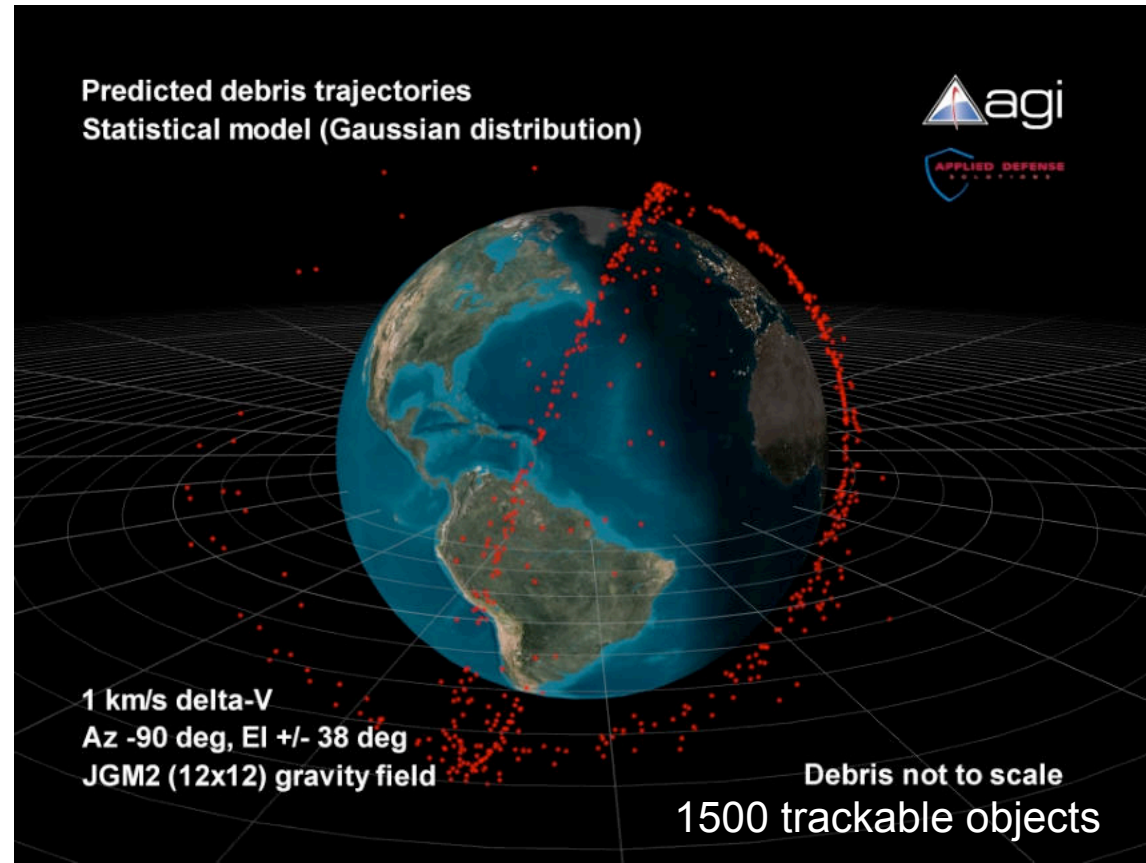 Predicted debris trajectories
Statistical model (Gaussian distribution)
agi
APPLIED DEFENSE
SOLUTIONS
1 km/s delta-V
Az -90 deg, El +/- 38 deg
JGM2 (12x12) gravity field
Debris not to scale
1500 trackable objects